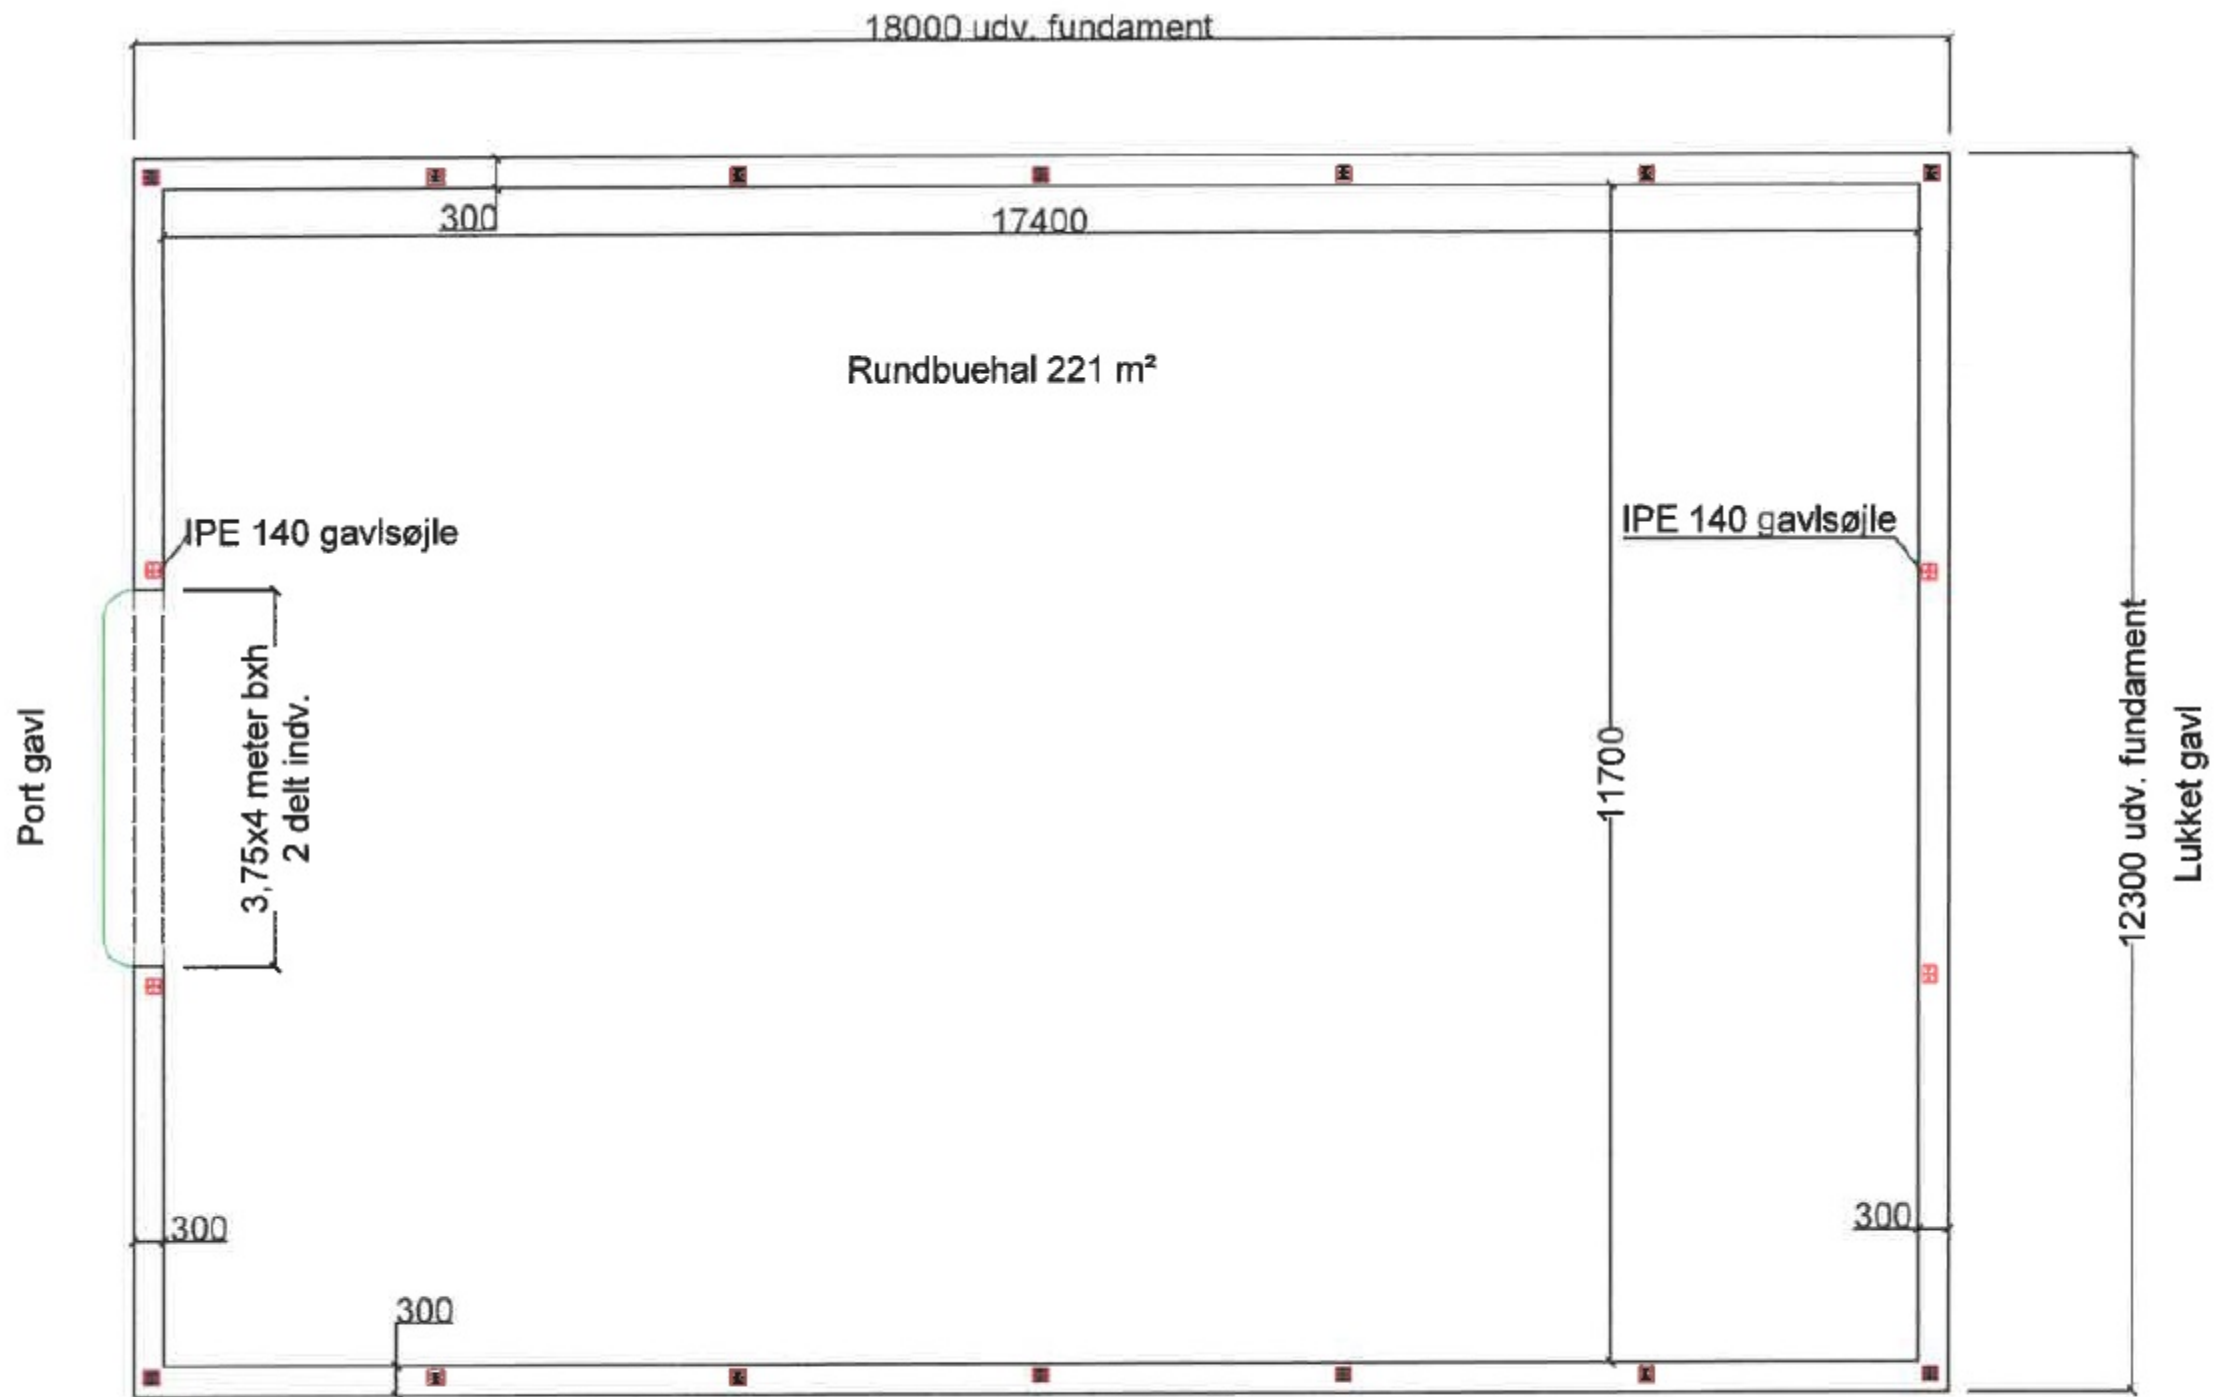 18000 udv. fundament
300
17400
Rundbuehal 221 m²
IPE 140 gavlsøjle
IPE 140 gavlsøjle
Port gavl
3,75x4 meter bxh
2 delt indv.
11700
12300 udv. fundament
Lukket gavl
300
300
300